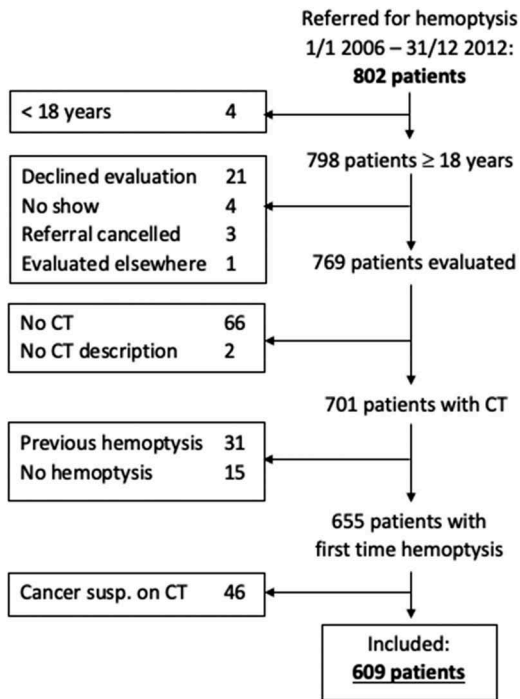 Referred for hemoptysis
1/1 2006 – 31/12 2012:
802 patients
< 18 years 4
798 patients ≥ 18 years
Declined evaluation 21
No show 4
Referral cancelled 3
Evaluated elsewhere 1
769 patients evaluated
No CT 66
No CT description 2
701 patients with CT
Previous hemoptysis 31
No hemoptysis 15
655 patients with
first time hemoptysis
Cancer susp. on CT 46
Included:
609 patients